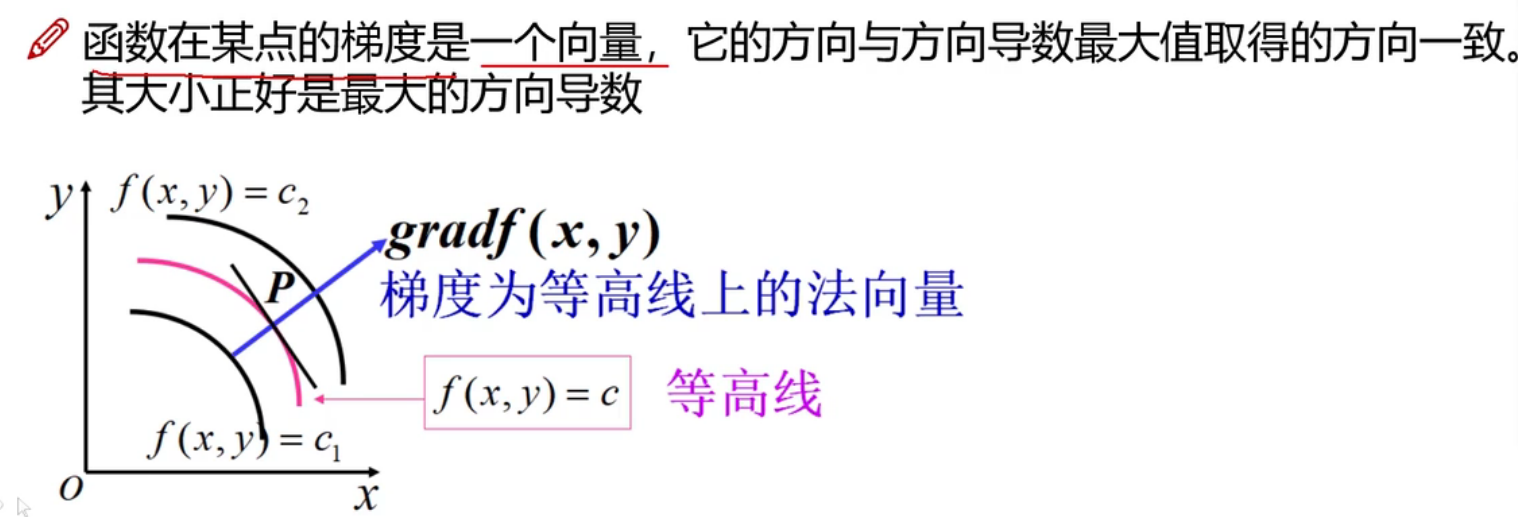 函数在某点的梯度是一个向量，它的方向与方向导数最大值取得的方向一致。
其大小正好是最大的方向导数
y
f(x, y) = c₂
gradf(x, y)
P
梯度为等高线上的法向量
f(x, y) = c
等高线
f(x, y) = c₁
o
x